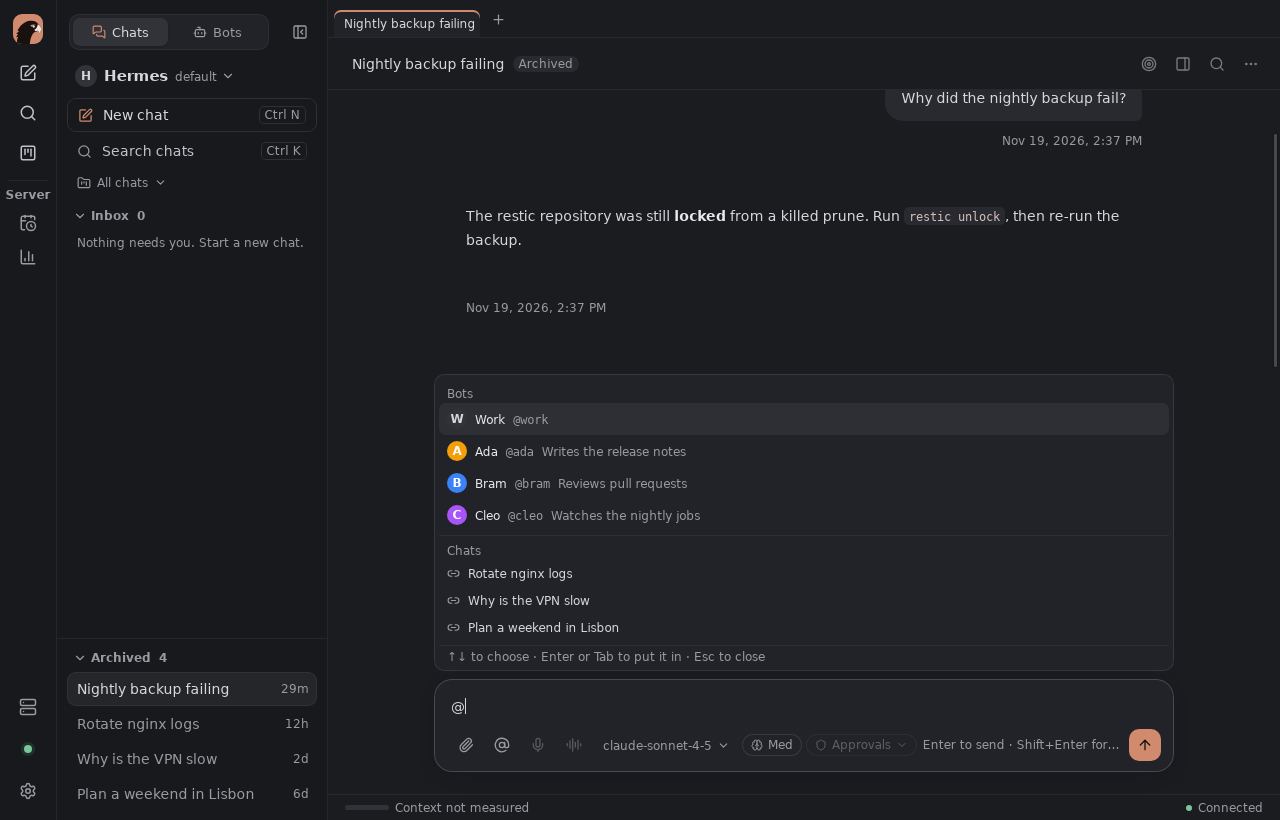 Chats
Bots
H Hermes default
New chat Ctrl N
Search chats Ctrl K
All chats
Server
Inbox 0
Nothing needs you. Start a new chat.
Archived 4
Nightly backup failing 29m
Rotate nginx logs 12h
Why is the VPN slow 2d
Plan a weekend in Lisbon 6d
Nightly backup failing
Nightly backup failing Archived
Why did the nightly backup fail?
Nov 19, 2026, 2:37 PM
The restic repository was still locked from a killed prune. Run restic unlock, then re-run the
backup.
Nov 19, 2026, 2:37 PM
Bots
W Work @work
A Ada @ada Writes the release notes
B Bram @bram Reviews pull requests
C Cleo @cleo Watches the nightly jobs
Chats
Rotate nginx logs
Why is the VPN slow
Plan a weekend in Lisbon
↑↓ to choose · Enter or Tab to put it in · Esc to close
@
claude-sonnet-4-5 Med Approvals Enter to send · Shift+Enter for...
Context not measured
Connected